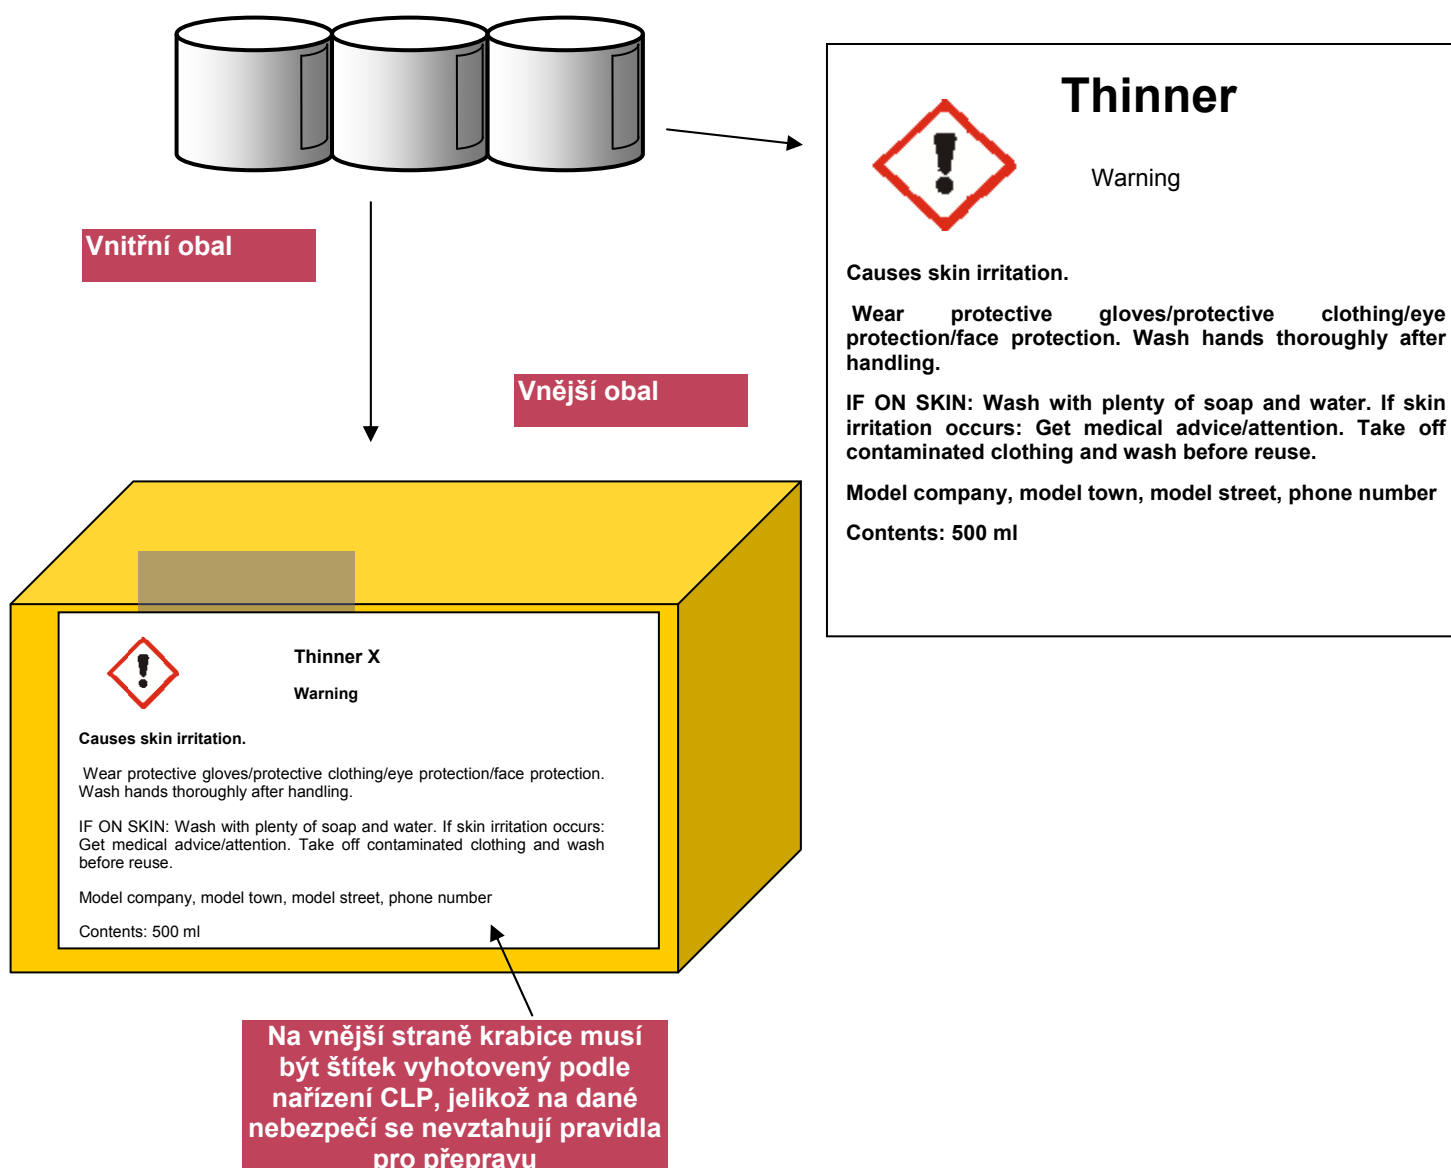 Thinner
Warning
Causes skin irritation.
Wear protective gloves/protective clothing/eye
protection/face protection. Wash hands thoroughly after
handling.
IF ON SKIN: Wash with plenty of soap and water. If skin
irritation occurs: Get medical advice/attention. Take off
contaminated clothing and wash before reuse.
Model company, model town, model street, phone number
Contents: 500 ml
Vnitřní obal
Vnější obal
Thinner X
Warning
Causes skin irritation.
Wear protective gloves/protective clothing/eye protection/face protection.
Wash hands thoroughly after handling.
IF ON SKIN: Wash with plenty of soap and water. If skin irritation occurs:
Get medical advice/attention. Take off contaminated clothing and wash
before reuse.
Model company, model town, model street, phone number
Contents: 500 ml
Na vnější straně krabice musí
být štítek vyhotovený podle
nařízení CLP, jelikož na dané
nebezpečí se nevztahují pravidla
pro přepravu